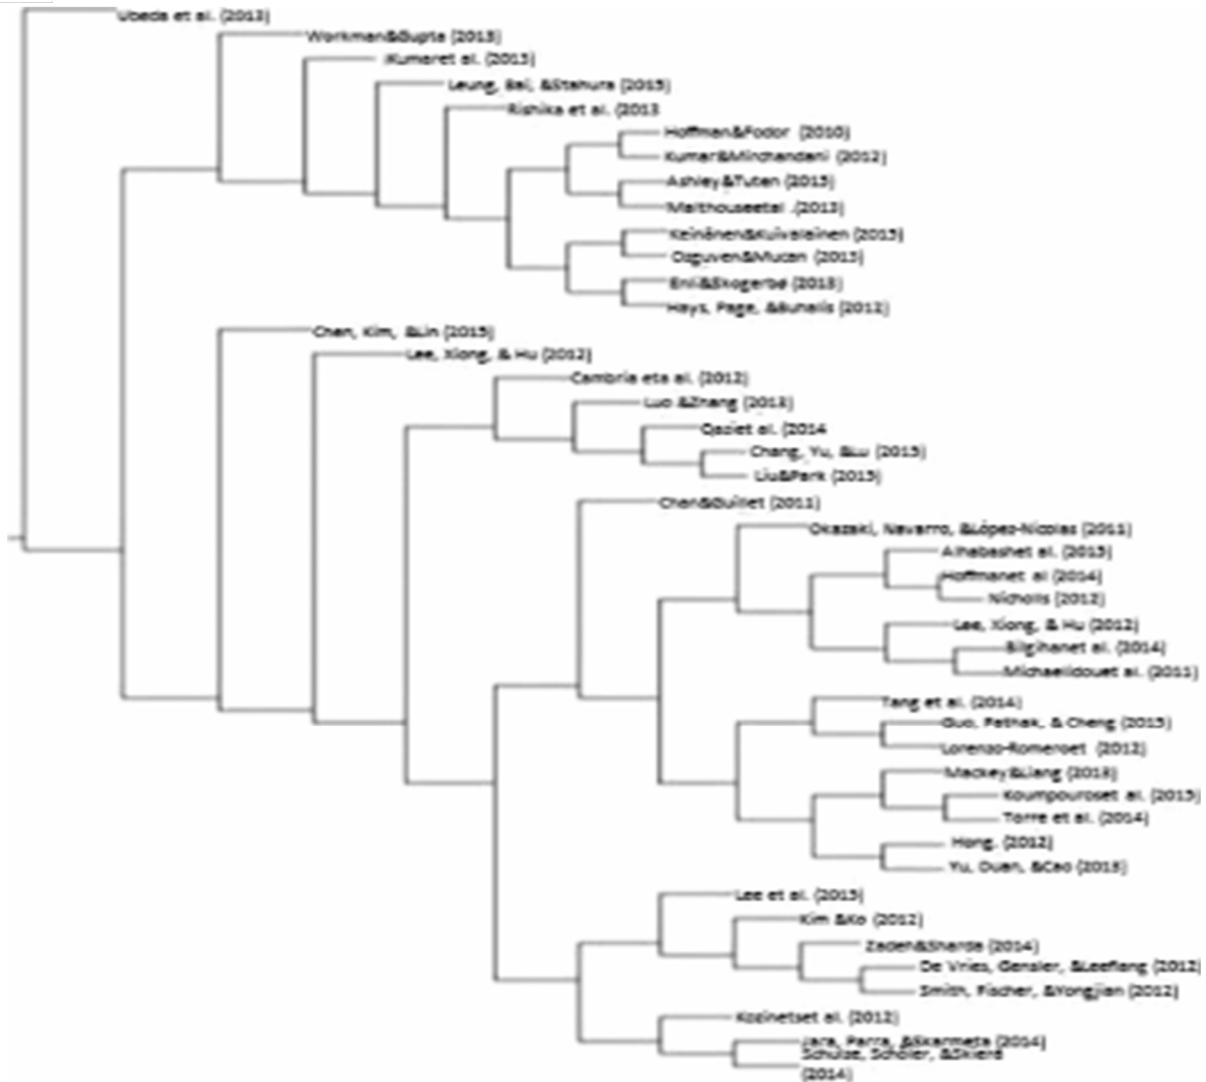 Ubeda et al. (2013)
Workman&Gupta (2013)
Kumaret al. (2013)
Leung, Bai, &Stahura (2015)
Rishika et al. (2013
Hoffman&Fodor (2010)
Kumar&Mirchandani (2012)
Ashley&Tuten (2015)
Malthouseetal .(2013)
Keinänen&Kuivalainen (2015)
Ozguven&Mucan (2013)
Enli&Skogerbø (2013)
Hays, Page, &Buhalis (2012)
Chen, Kim, &Lin (2015)
Lee, Xiong, & Hu (2012)
Cambria eta al. (2012)
Luo &Zhang (2013)
Qaziet al. (2014
Chang, Yu, &Lu (2015)
Liu&Park (2015)
Chan&Guillet (2011)
Okazaki, Navarro, &López-Nicolas (2011)
Alhabashet al. (2015)
Hoffmanet al (2014)
Nicholls (2012)
Lee, Xiong, & Hu (2012)
Bilgihanet al. (2014)
Michaelidouet al. (2011)
Tang et al. (2014)
Guo, Pathak, & Cheng (2015)
Lorenzo-Romeroet (2012)
Mackey&Liang (2013)
Koumpouroset al. (2015)
Torre et al. (2014)
Hong. (2012)
Yu, Duan, &Cao (2013)
Lee et al. (2015)
Kim &Ko (2012)
Zadeh&Sharda (2014)
De Vries, Gensler, &Leeflang (2012)
Smith, Fischer, &Yongjian (2012)
Kozinetset al. (2012)
Jara, Parra, &Skarmeta (2014)
Schulze, Schöler, &Skiera
(2014)